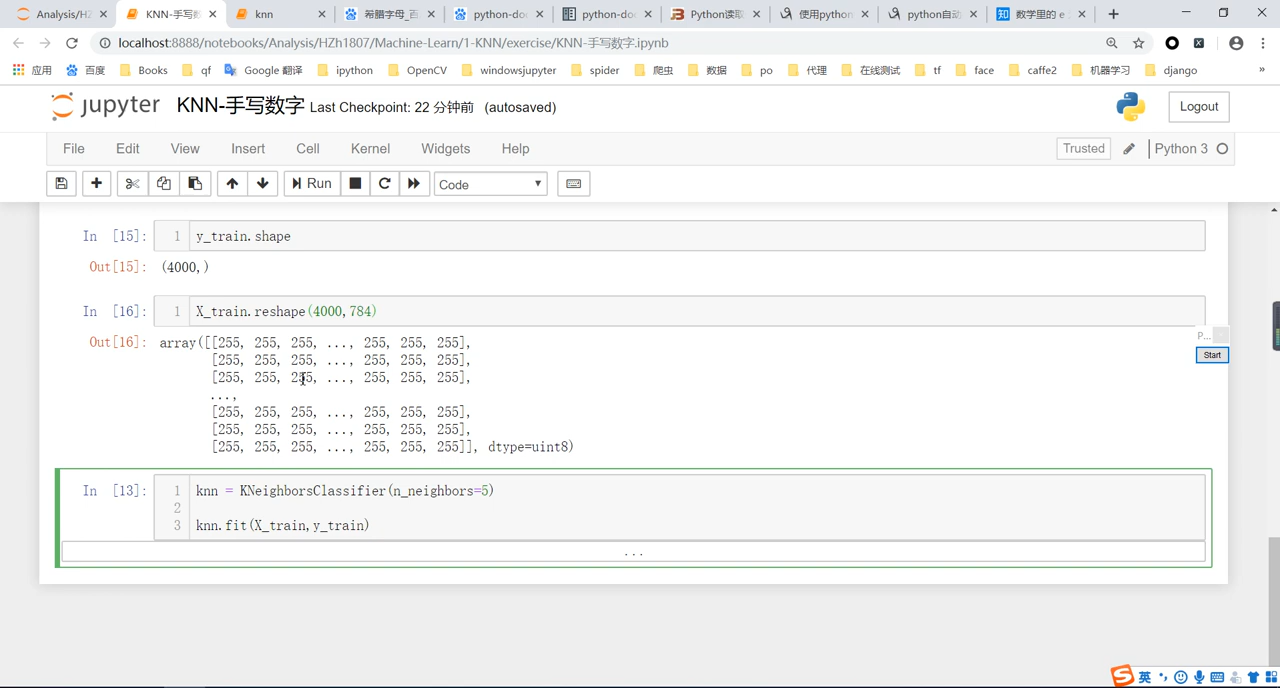 Analysis/HZ
KNN-手写数
knn
希腊字母_百
python-doc
python-doc
Python读取
使用python
python自动
数学里的 e
localhost:8888/notebooks/Analysis/HZh1807/Machine-Learn/1-KNN/exercise/KNN-手写数字.ipynb
应用 百度 Books qf Google 翻译 ipython OpenCV windowsjupyter spider 爬虫 数据 po 代理 在线测试 tf face caffe2 机器学习 django »
jupyter KNN-手写数字 Last Checkpoint: 22 分钟前 (autosaved)
Logout
File Edit View Insert Cell Kernel Widgets Help
Trusted
Python 3
Run
Code
In [15]: 1 y_train.shape
Out[15]: (4000,)
In [16]: 1 X_train.reshape(4000,784)
Out[16]: array([[255, 255, 255, ..., 255, 255, 255],
[255, 255, 255, ..., 255, 255, 255],
[255, 255, 255, ..., 255, 255, 255],
...,
[255, 255, 255, ..., 255, 255, 255],
[255, 255, 255, ..., 255, 255, 255],
[255, 255, 255, ..., 255, 255, 255]], dtype=uint8)
P...
Start
In [13]: 1 knn = KNeighborsClassifier(n_neighbors=5)
2
3 knn.fit(X_train,y_train)
...
英